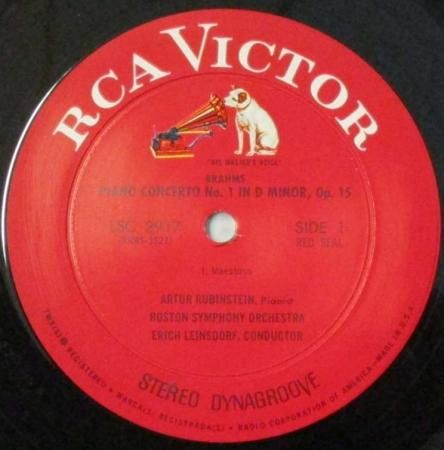 RCA VICTOR
"HIS MASTER'S VOICE"
BRAHMS
PIANO CONCERTO No. 1 IN D MINOR, Op. 15
LSC 2917
SIDE 1
RED SEAL
1. Maestoso
ARTUR RUBINSTEIN, Pianist
BOSTON SYMPHONY ORCHESTRA
ERICH LEINSDORF, CONDUCTOR
STEREO DYNAGROOVE
TMK(S) ® REGISTERED • MARCA(S) REGISTRADA(S) • RADIO CORPORATION OF AMERICA—MADE IN U.S.A.